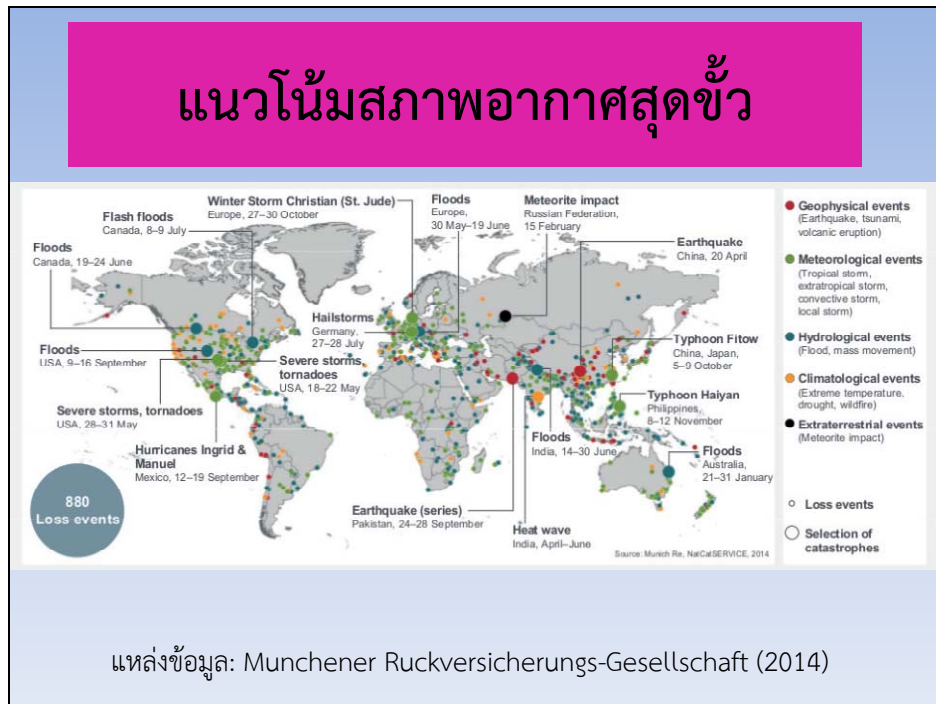 แนวโน้มสภาพอากาศสุดขั้ว
Winter Storm Christian (St. Jude)
Europe, 27–30 October
Floods
Europe,
30 May–19 June
Meteorite impact
Russian Federation,
15 February
Flash floods
Canada, 8–9 July
Floods
Canada, 19–24 June
Earthquake
China, 20 April
Hailstorms
Germany,
27–28 July
Floods
USA, 9–16 September
Severe storms,
tornadoes
USA, 18–22 May
Typhoon Fitow
China, Japan,
5–9 October
Severe storms, tornadoes
USA, 28–31 May
Typhoon Haiyan
Philippines,
8–12 November
Hurricanes Ingrid &
Manuel
Mexico, 12–19 September
Floods
India, 14–30 June
Floods
Australia,
21–31 January
880
Loss events
Earthquake (series)
Pakistan, 24–28 September
Heat wave
India, April–June
Source: Munich Re, NatCatSERVICE, 2014
Geophysical events
(Earthquake, tsunami,
volcanic eruption)
Meteorological events
(Tropical storm,
extratropical storm,
convective storm,
local storm)
Hydrological events
(Flood, mass movement)
Climatological events
(Extreme temperature.
drought, wildfire)
Extraterrestrial events
(Meteorite impact)
Loss events
Selection of
catastrophes
แหล่งข้อมูล: Munchener Ruckversicherungs-Gesellschaft (2014)